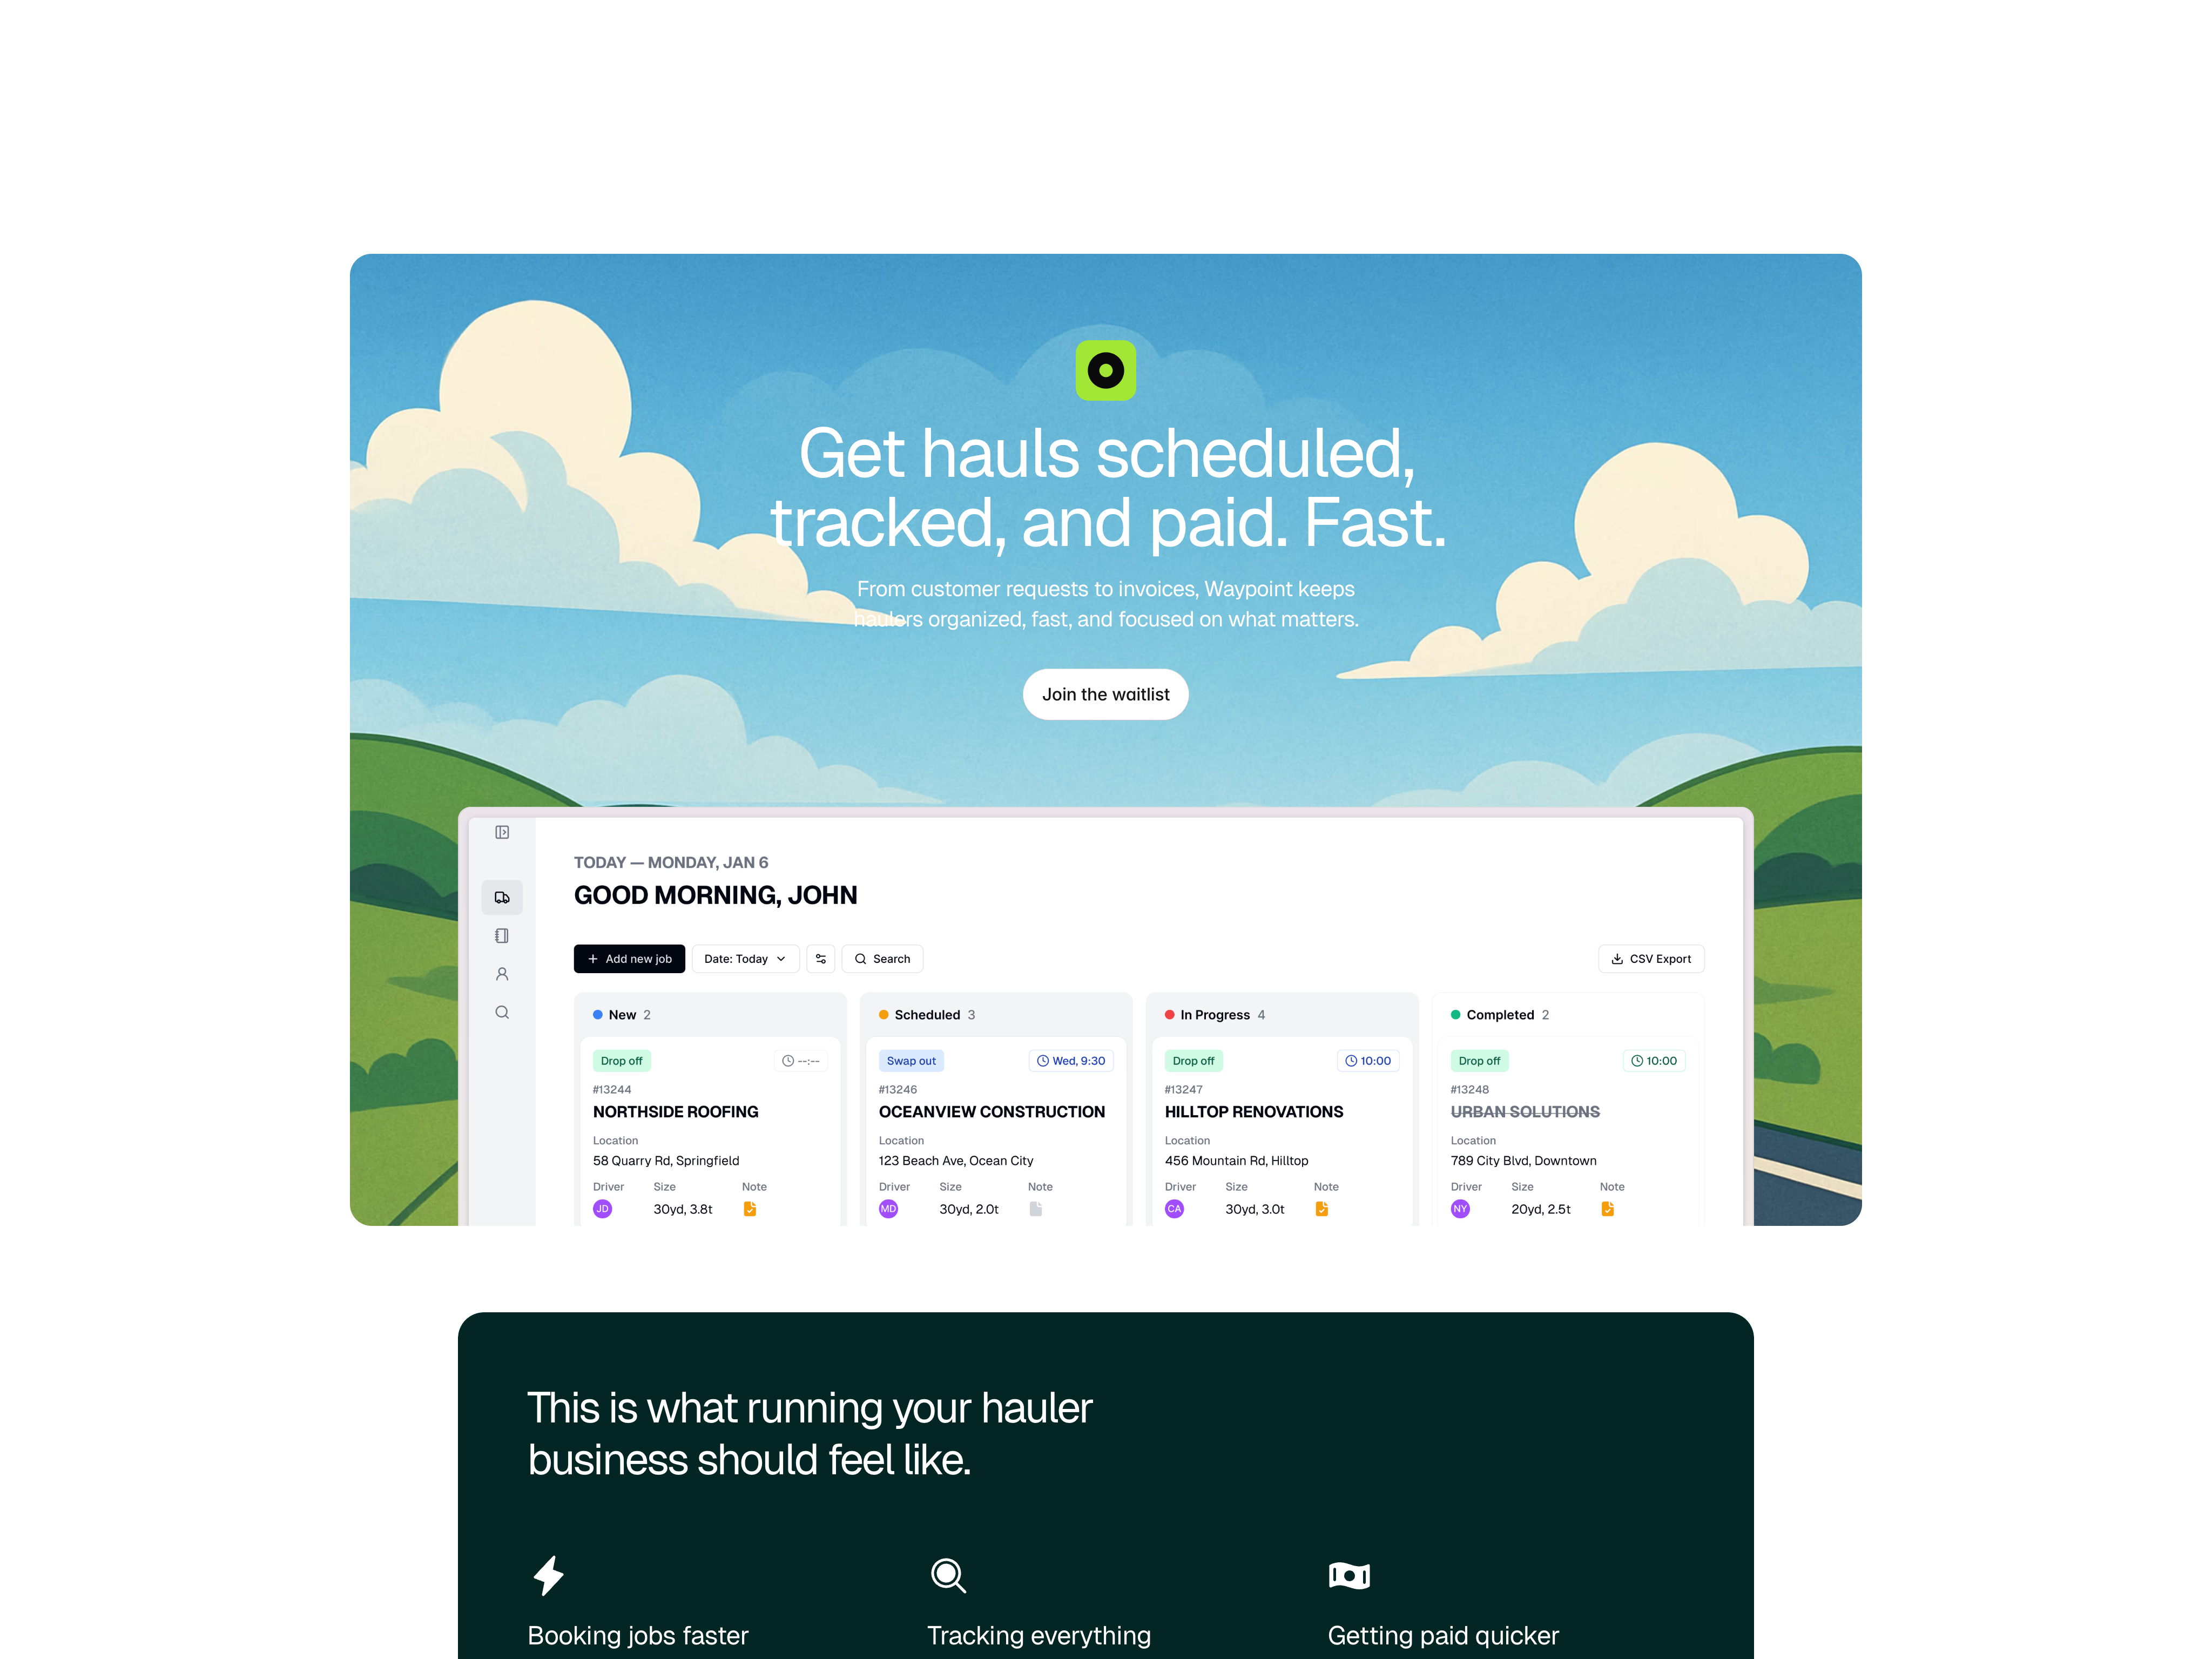 Get hauls scheduled,
tracked, and paid. Fast.
From customer requests to invoices, Waypoint keeps
haulers organized, fast, and focused on what matters.
Join the waitlist
TODAY — MONDAY, JAN 6
GOOD MORNING, JOHN
Add new job
Date: Today
Search
CSV Export
New 2
Drop off --:--
#13244
NORTHSIDE ROOFING
Location
58 Quarry Rd, Springfield
Driver Size Note
JD 30yd, 3.8t
Scheduled 3
Swap out Wed, 9:30
#13246
OCEANVIEW CONSTRUCTION
Location
123 Beach Ave, Ocean City
Driver Size Note
MD 30yd, 2.0t
In Progress 4
Drop off 10:00
#13247
HILLTOP RENOVATIONS
Location
456 Mountain Rd, Hilltop
Driver Size Note
CA 30yd, 3.0t
Completed 2
Drop off 10:00
#13248
URBAN SOLUTIONS
Location
789 City Blvd, Downtown
Driver Size Note
NY 20yd, 2.5t
This is what running your hauler
business should feel like.
Booking jobs faster
Tracking everything
Getting paid quicker